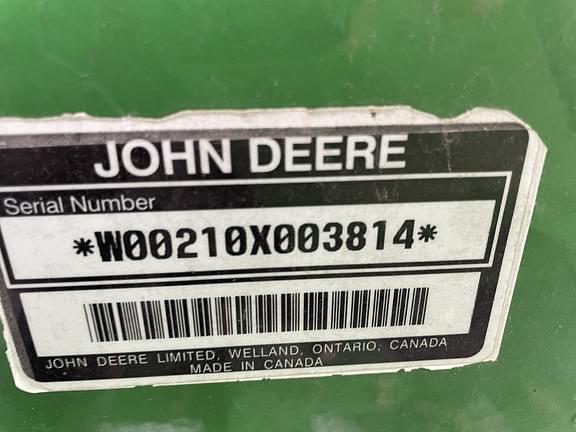 JOHN DEERE
Serial Number
*W00210X003814*
JOHN DEERE LIMITED, WELLAND, ONTARIO, CANADA
MADE IN CANADA